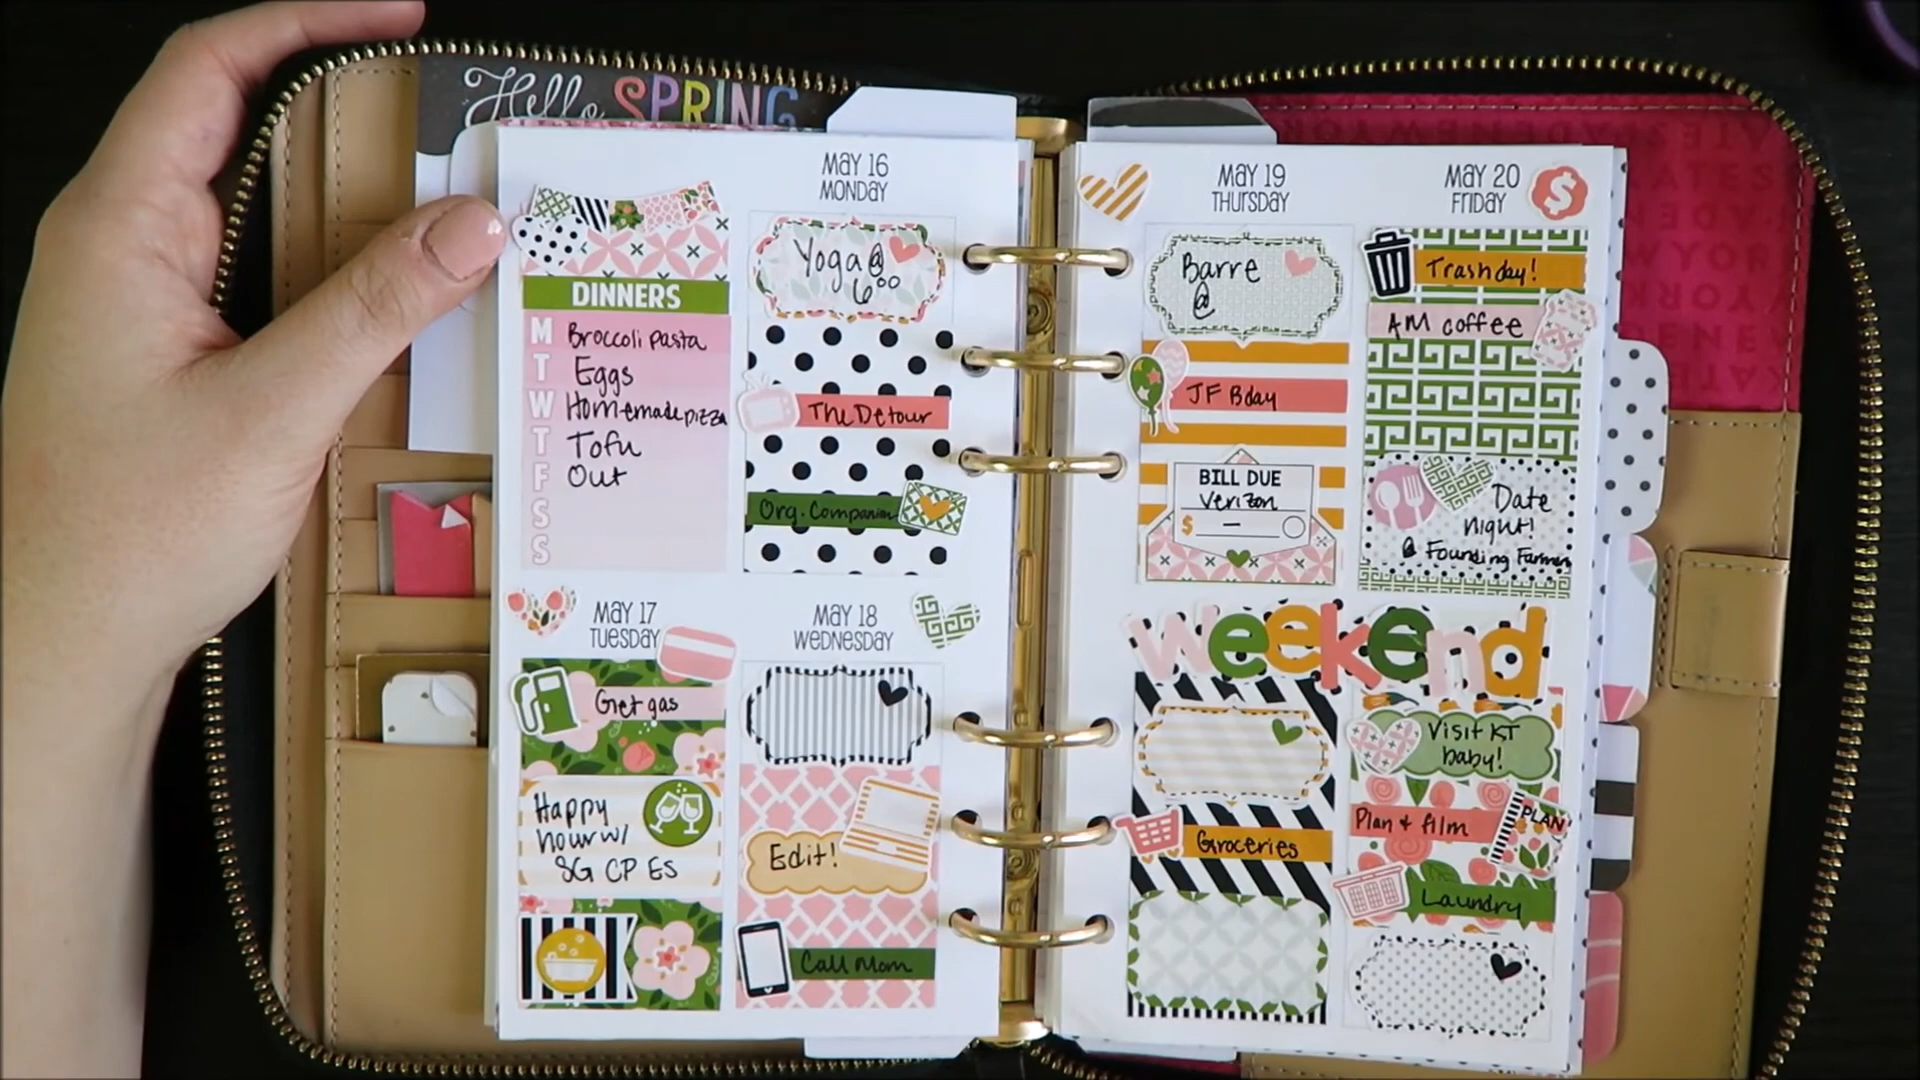 Hello SPRING
MAY 16
MONDAY
DINNERS
M Broccoli pasta
T Eggs
W Homemade pizza
T Tofu
F Out
S
S
Yoga @
6:00
The Detour
Org. Companion
MAY 17
TUESDAY
Get gas
Happy
hour w/
SG CP ES
MAY 18
WEDNESDAY
Edit!
Call Mom
MAY 19
THURSDAY
Barre
@
JF Bday
BILL DUE
Verizon
$ —
MAY 20
FRIDAY
$
Trash day!
AM coffee
Date
night!
@ Founding Farmers
weekend
Groceries
Visit KT
baby!
Plan + film
PLAN
Laundry